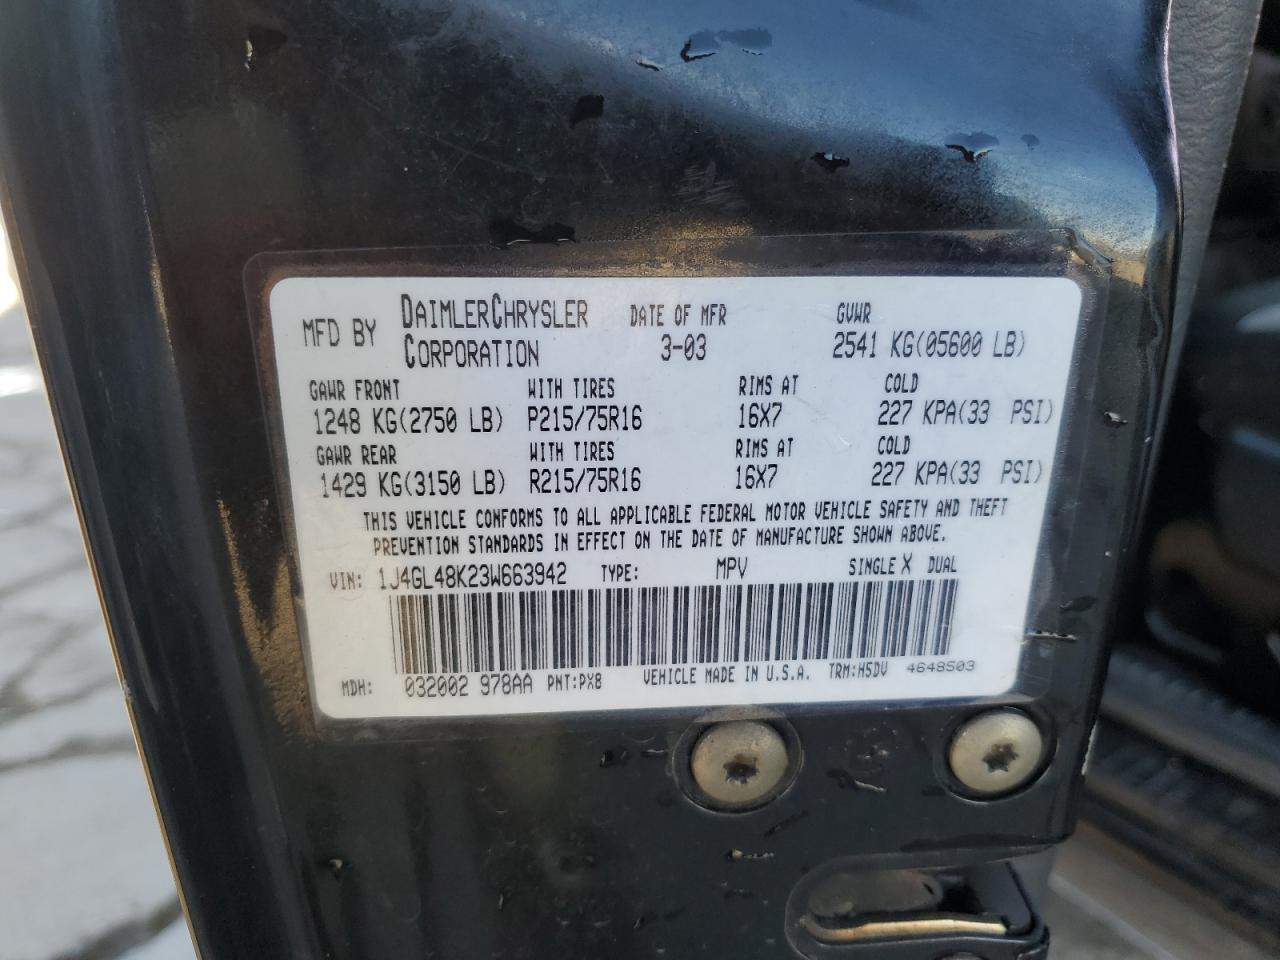 MFD BY DAIMLERCHRYSLER CORPORATION DATE OF MFR 3-03 GVWR 2541 KG(05600 LB)
GAWR FRONT WITH TIRES RIMS AT COLD
1248 KG(2750 LB) P215/75R16 16X7 227 KPA(33 PSI)
GAWR REAR WITH TIRES RIMS AT COLD
1429 KG(3150 LB) R215/75R16 16X7 227 KPA(33 PSI)
THIS VEHICLE CONFORMS TO ALL APPLICABLE FEDERAL MOTOR VEHICLE SAFETY AND THEFT
PREVENTION STANDARDS IN EFFECT ON THE DATE OF MANUFACTURE SHOWN ABOVE.
VIN: 1J4GL48K23W663942 TYPE: MPV SINGLE X DUAL
MDH: 032002 978AA PNT:PX8 VEHICLE MADE IN U.S.A. TRM:H5DV 4648503